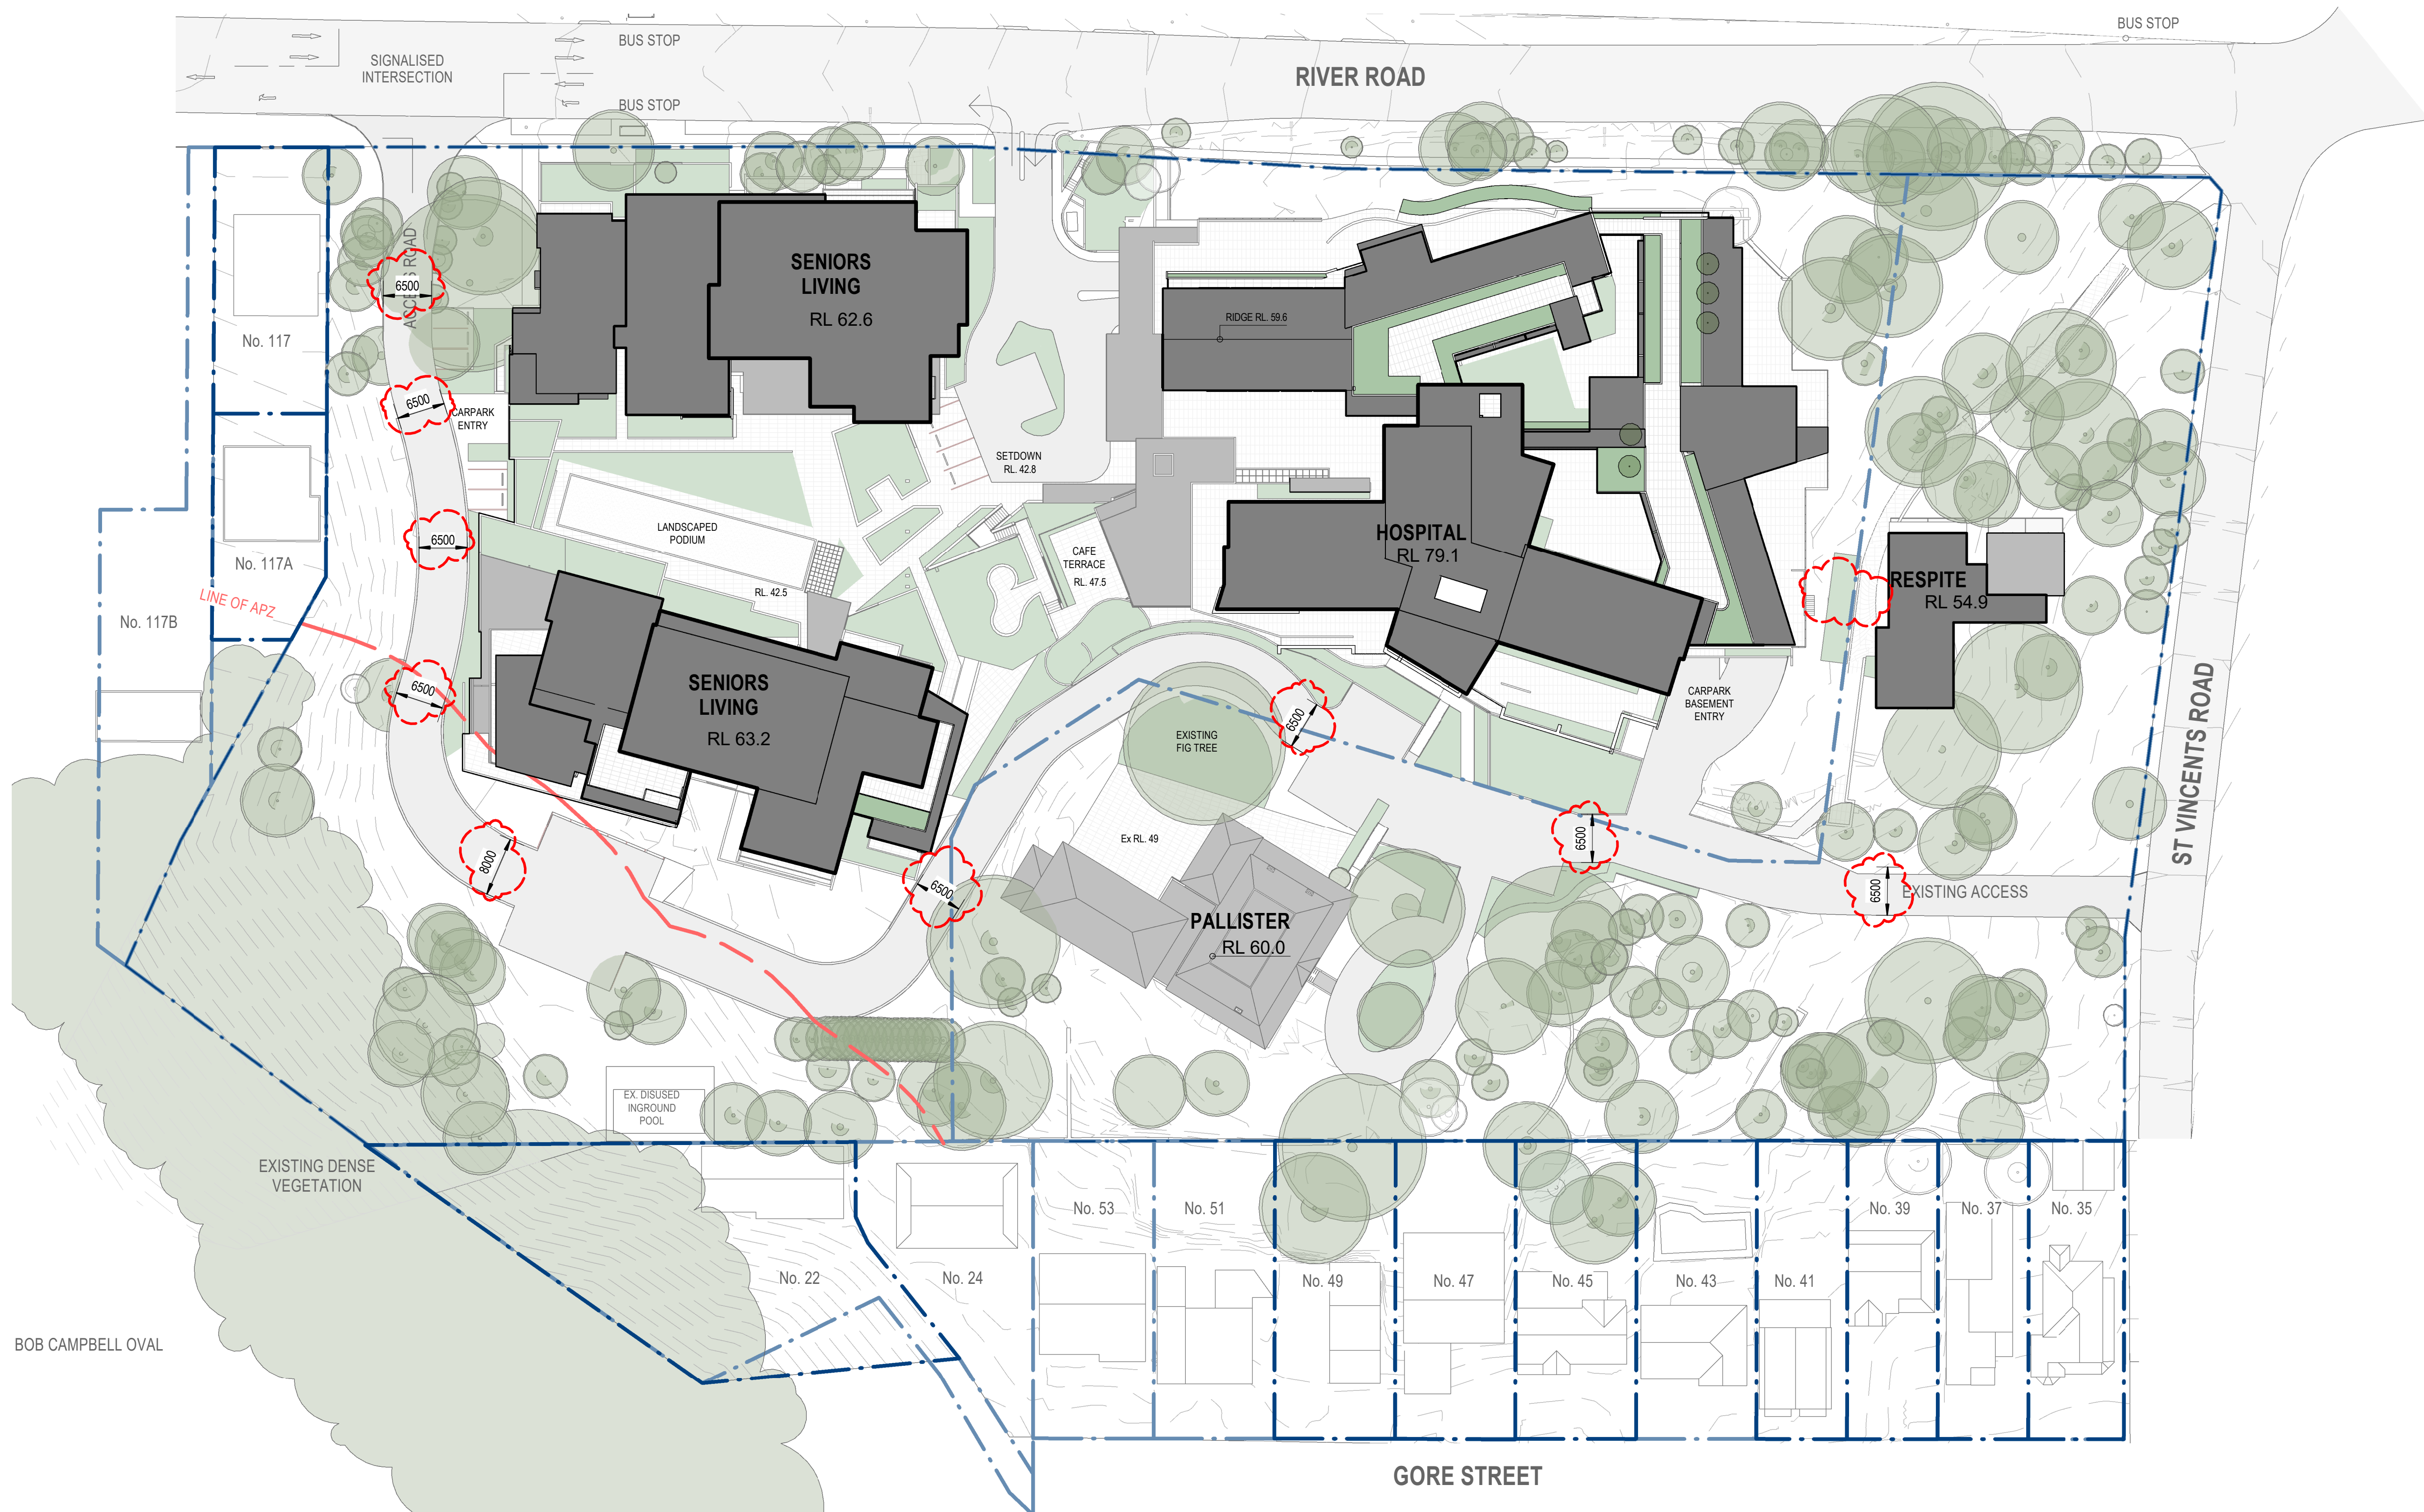 BUS STOP
BUS STOP
SIGNALISED
INTERSECTION
RIVER ROAD
BUS STOP
ACCESS ROAD
6500
SENIORS
LIVING
RL 62.6
RIDGE RL. 59.6
No. 117
6500
CARPARK
ENTRY
SETDOWN
RL. 42.8
LANDSCAPED
PODIUM
6500
HOSPITAL
RL 79.1
CAFE
TERRACE
RL. 47.5
No. 117A
RESPITE
RL 54.9
LINE OF APZ
RL. 42.5
No. 117B
6500
SENIORS
LIVING
RL 63.2
CARPARK
BASEMENT
ENTRY
6500
EXISTING
FIG TREE
ST VINCENTS ROAD
Ex RL. 49
6500
8000
6500
6500
EXISTING ACCESS
PALLISTER
RL 60.0
EX. DISUSED
INGROUND
POOL
EXISTING DENSE
VEGETATION
No. 53
No. 51
No. 39
No. 37
No. 35
No. 22
No. 24
No. 49
No. 47
No. 45
No. 43
No. 41
BOB CAMPBELL OVAL
GORE STREET